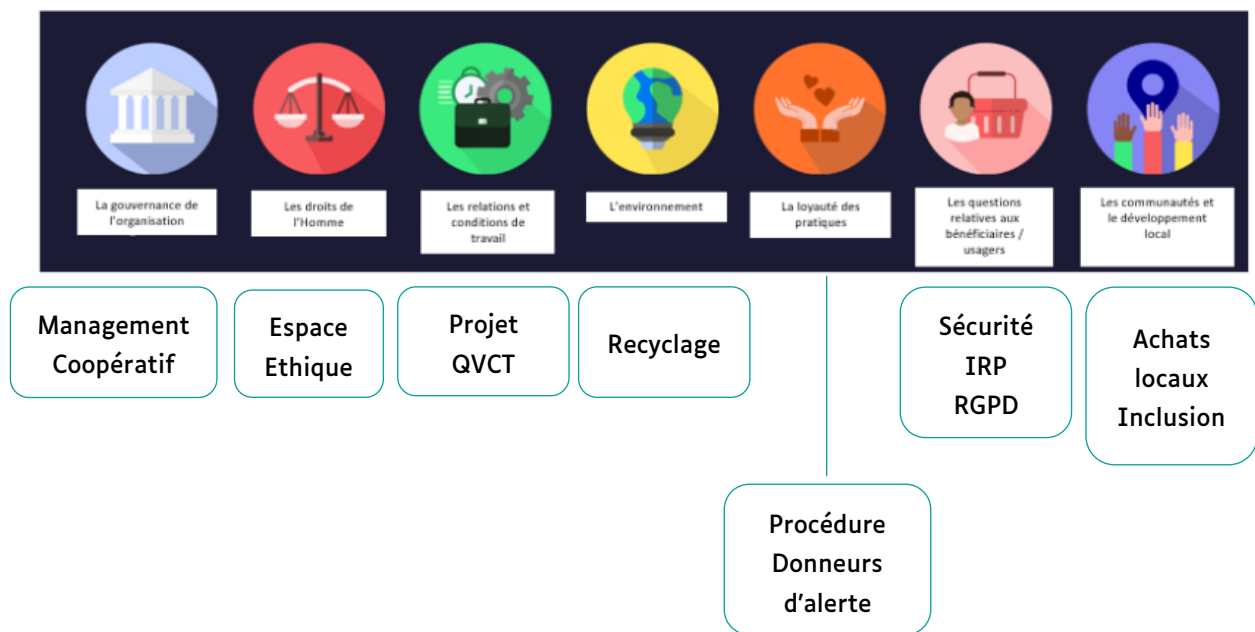 La gouvernance de
l'organisation
Les droits de
l'Homme
Les relations et
conditions de
travail
L'environnement
La loyauté des
pratiques
Les questions
relatives aux
bénéficiaires /
usagers
Les communautés et
le développement
local
Management
Coopératif
Espace
Ethique
Projet
QVCT
Recyclage
Sécurité
IRP
RGPD
Achats
locaux
Inclusion
Procédure
Donneurs
d'alerte